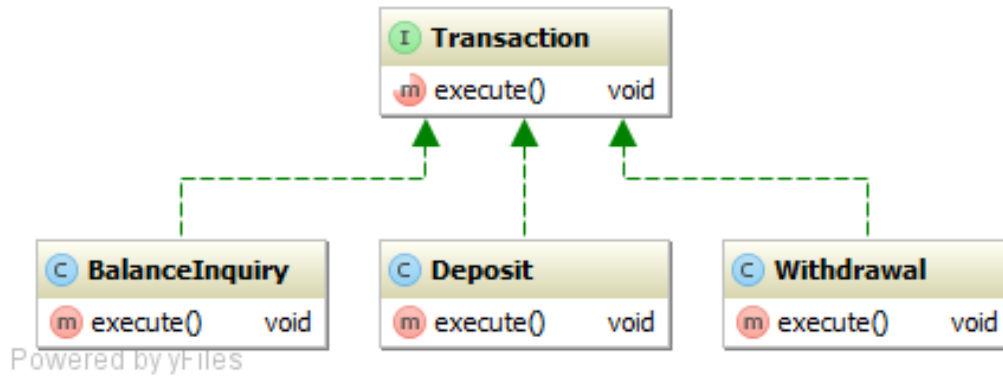 I Transaction
m execute() void
C BalanceInquiry
m execute() void
C Deposit
m execute() void
C Withdrawal
m execute() void
Powered by yFiles